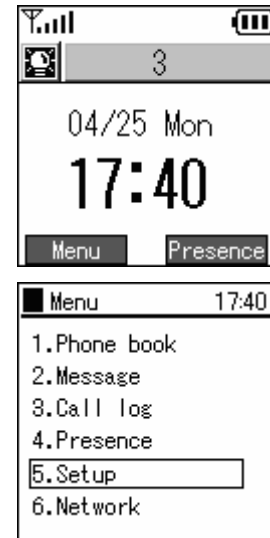 3
04/25 Mon
17:40
Menu Presence
Menu 17:40
1.Phone book
2.Message
3.Call log
4.Presence
5.Setup
6.Network